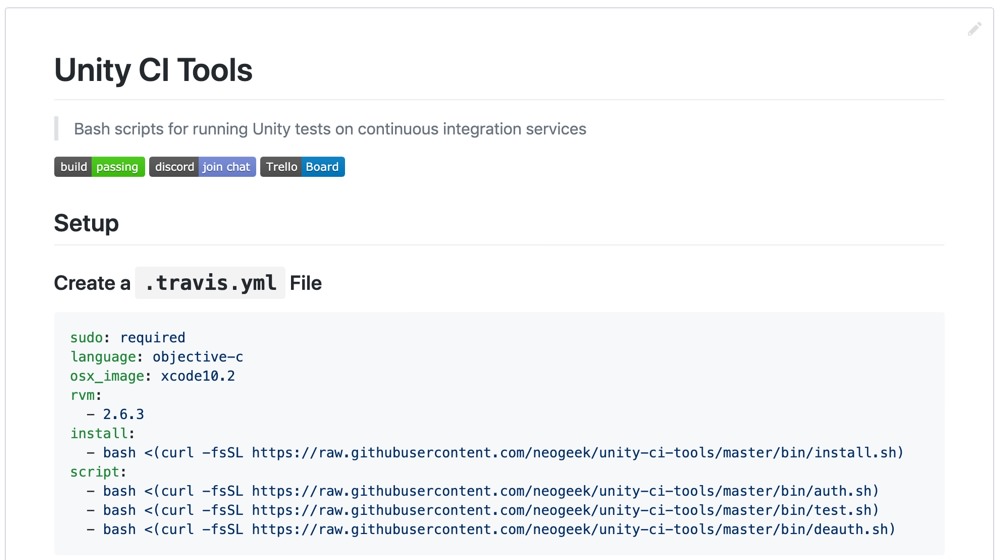 Unity CI Tools
Bash scripts for running Unity tests on continuous integration services
build passing discord join chat Trello Board
Setup
Create a .travis.yml File
sudo: required
language: objective-c
osx_image: xcode10.2
rvm:
  - 2.6.3
install:
  - bash <(curl -fsSL https://raw.githubusercontent.com/neogeek/unity-ci-tools/master/bin/install.sh)
script:
  - bash <(curl -fsSL https://raw.githubusercontent.com/neogeek/unity-ci-tools/master/bin/auth.sh)
  - bash <(curl -fsSL https://raw.githubusercontent.com/neogeek/unity-ci-tools/master/bin/test.sh)
  - bash <(curl -fsSL https://raw.githubusercontent.com/neogeek/unity-ci-tools/master/bin/deauth.sh)